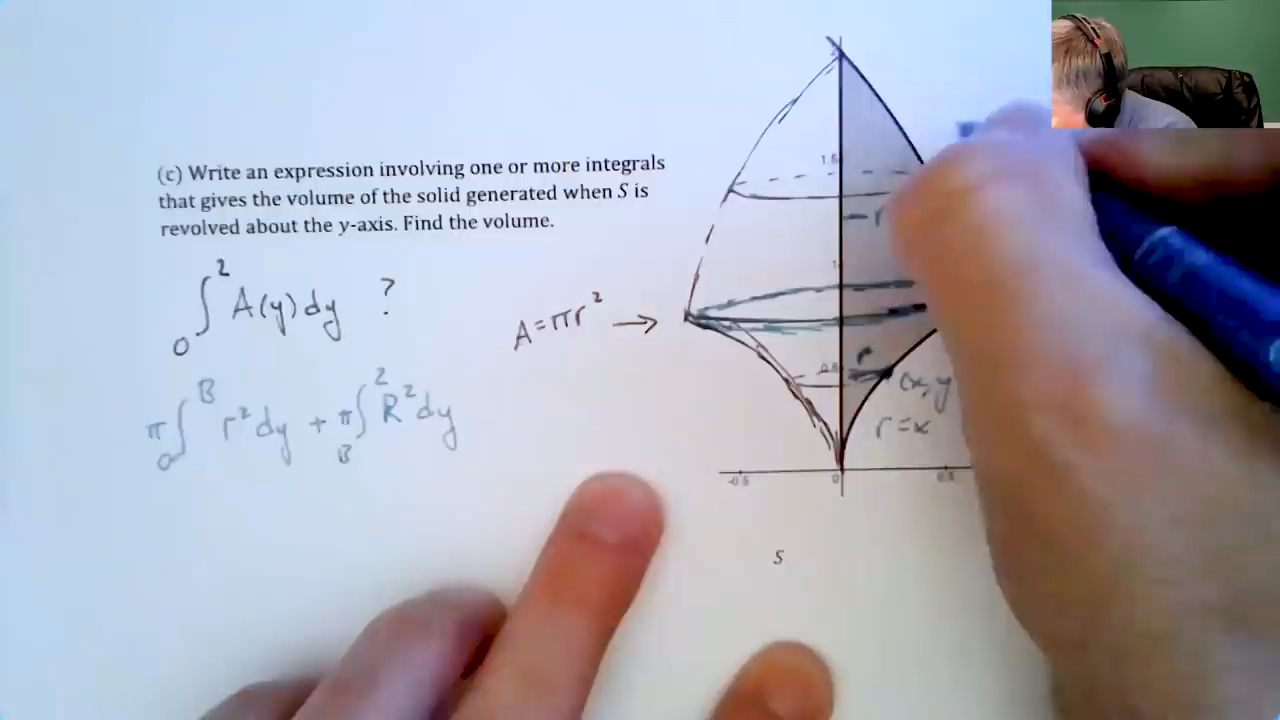 (c) Write an expression involving one or more integrals
that gives the volume of the solid generated when S is
revolved about the y-axis. Find the volume.
∫₀² A(y) dy ?
π∫₀ᴮ r² dy + π∫ʙ² R² dy
A = πr² →
1.5
r
1
0.5
r
(x, y
r = x
-0.5
0
0.5
S